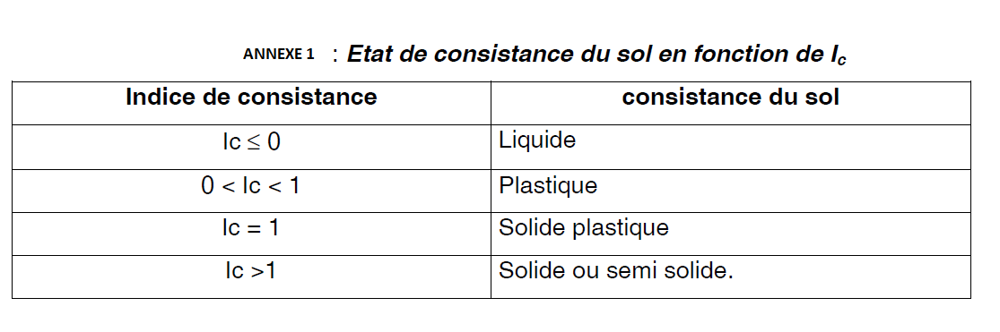 ANNEXE 1 : Etat de consistance du sol en fonction de Ic
Indice de consistance consistance du sol
Ic ≤ 0 Liquide
0 < Ic < 1 Plastique
Ic = 1 Solide plastique
Ic >1 Solide ou semi solide.